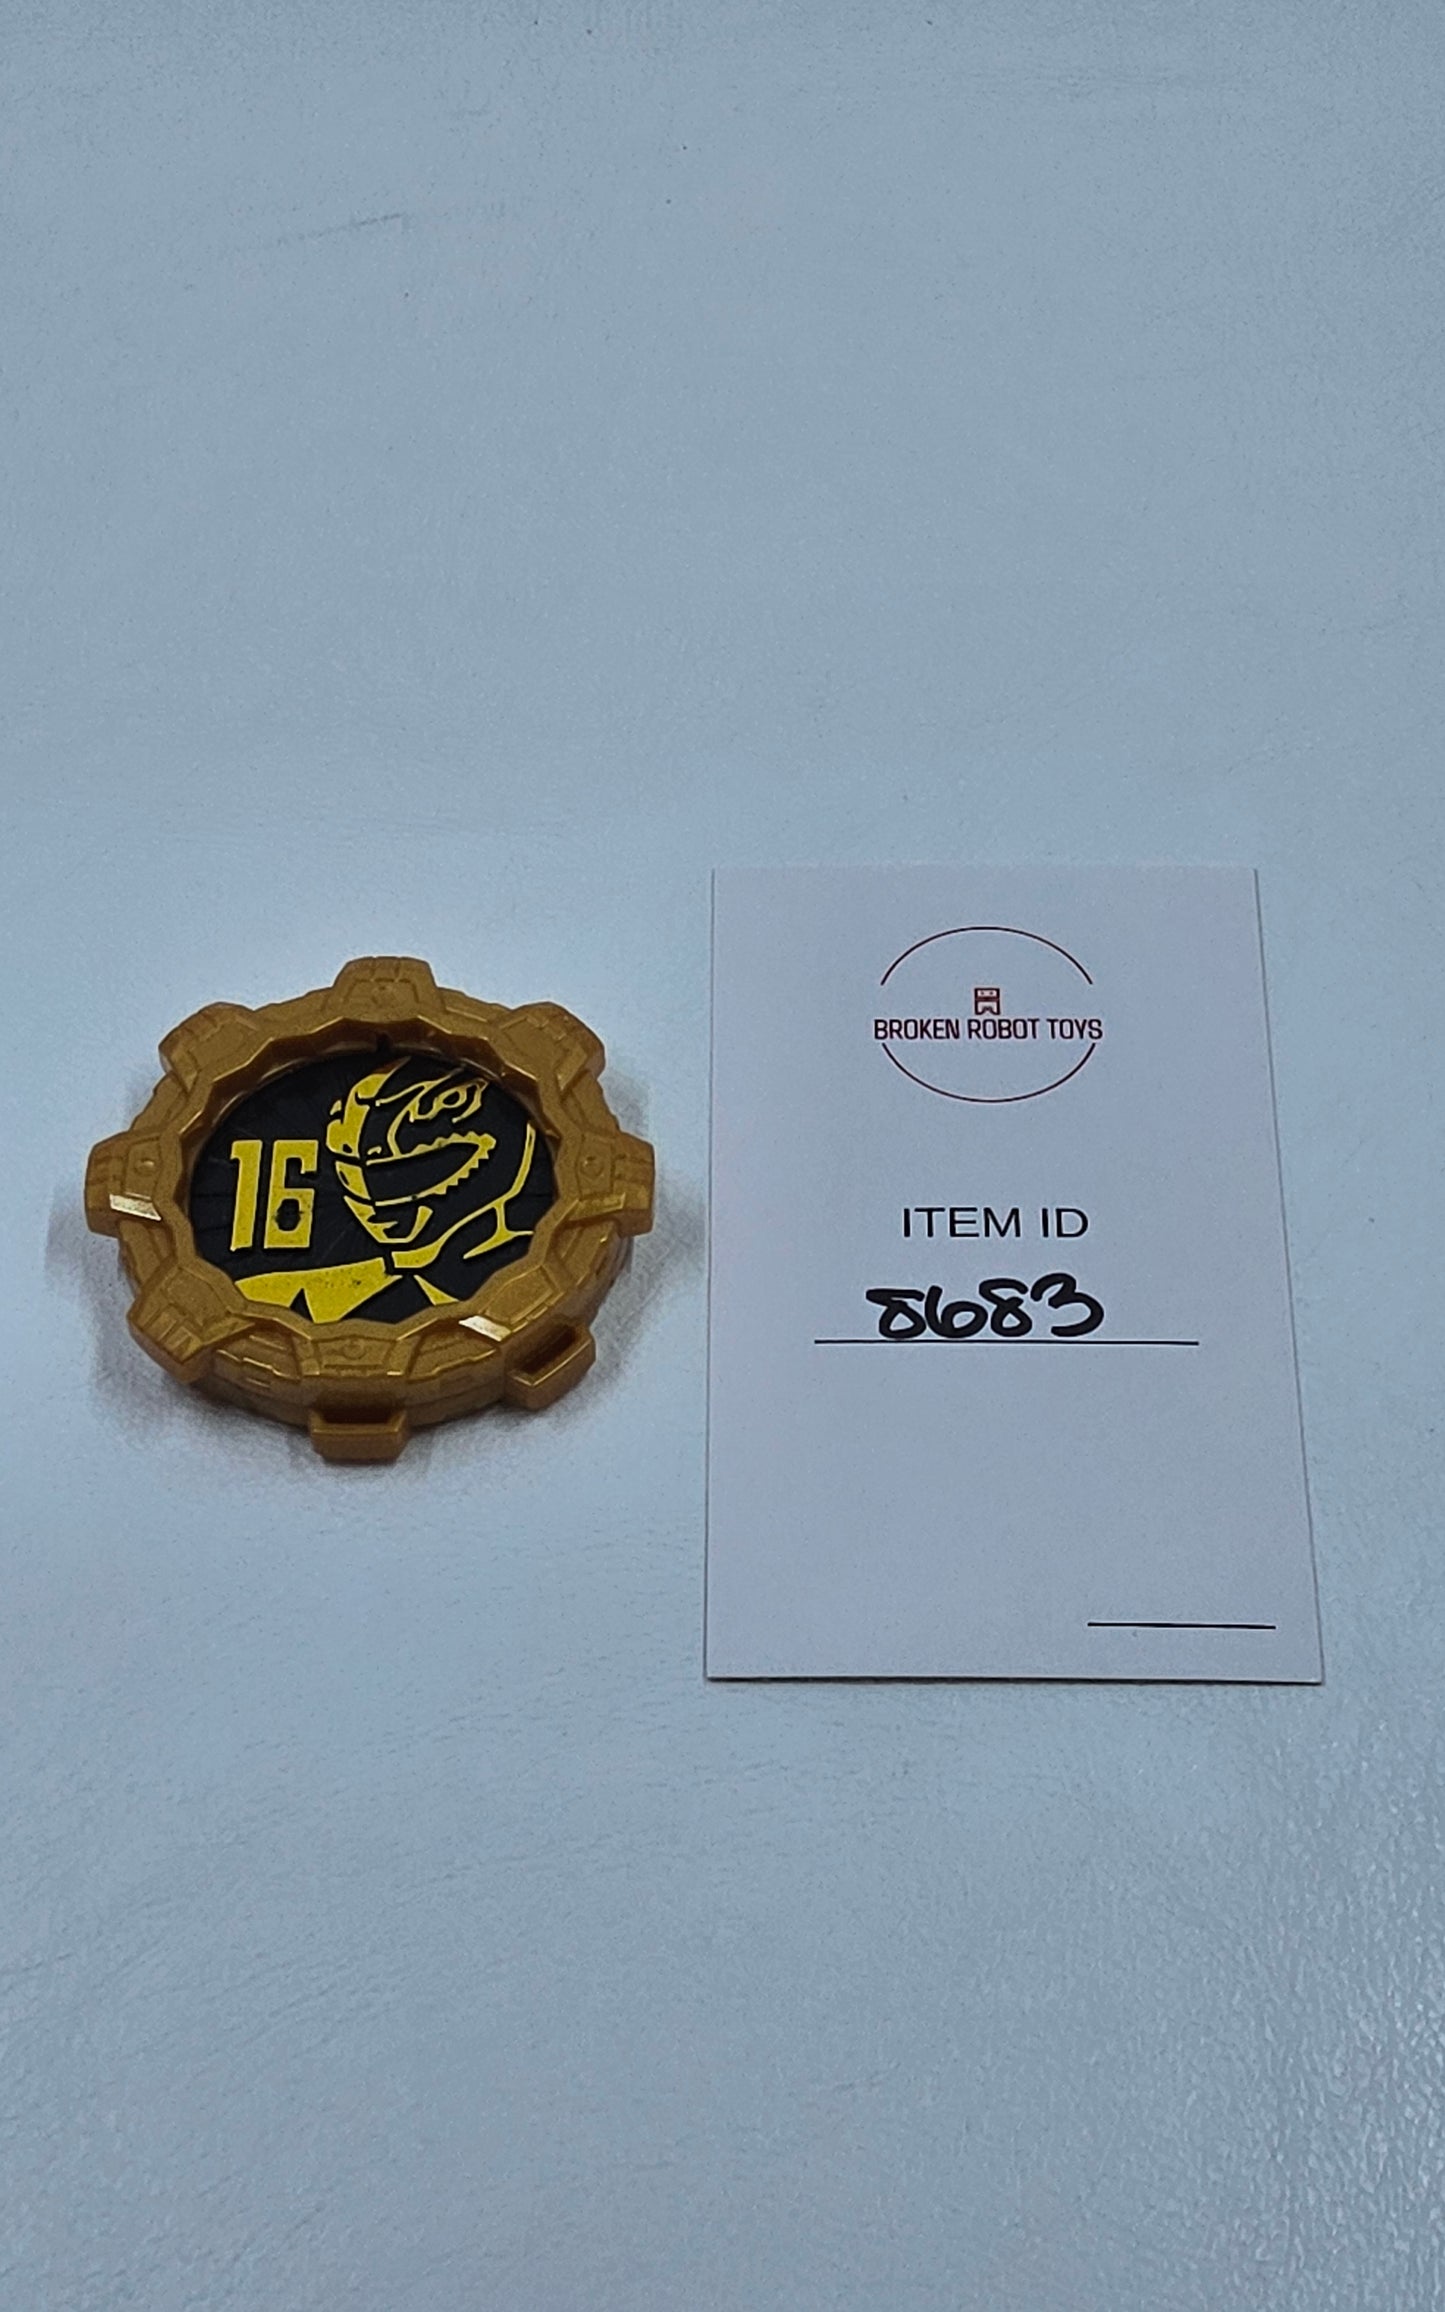 16
BROKEN ROBOT TOYS
ITEM ID
8683